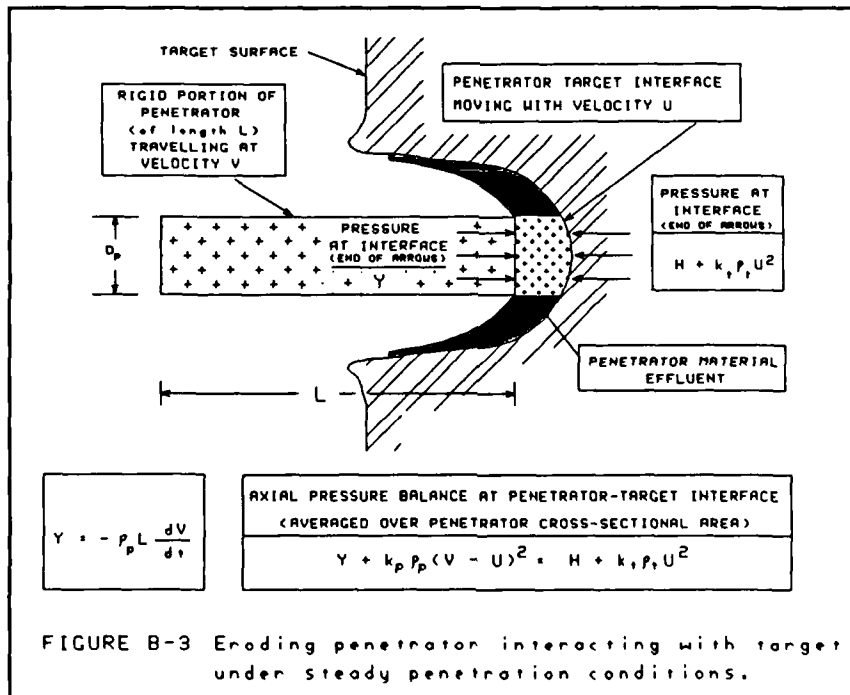 TARGET SURFACE
RIGID PORTION OF
PENETRATOR
(of length L)
TRAVELLING AT
VELOCITY V
PENETRATOR TARGET INTERFACE
MOVING WITH VELOCITY U
PRESSURE AT
INTERFACE
(END OF ARROWS)
H + kₜ ρₜ U²
Dₚ
PRESSURE
AT INTERFACE
(END OF ARROWS)
Y
PENETRATOR MATERIAL
EFFLUENT
L
Y = - ρₚ L dV/dt
AXIAL PRESSURE BALANCE AT PENETRATOR-TARGET INTERFACE
(AVERAGED OVER PENETRATOR CROSS-SECTIONAL AREA)
Y + kₚ ρₚ (V - U)² = H + kₜ ρₜ U²
FIGURE B-3 Eroding penetrator interacting with target
under steady penetration conditions.